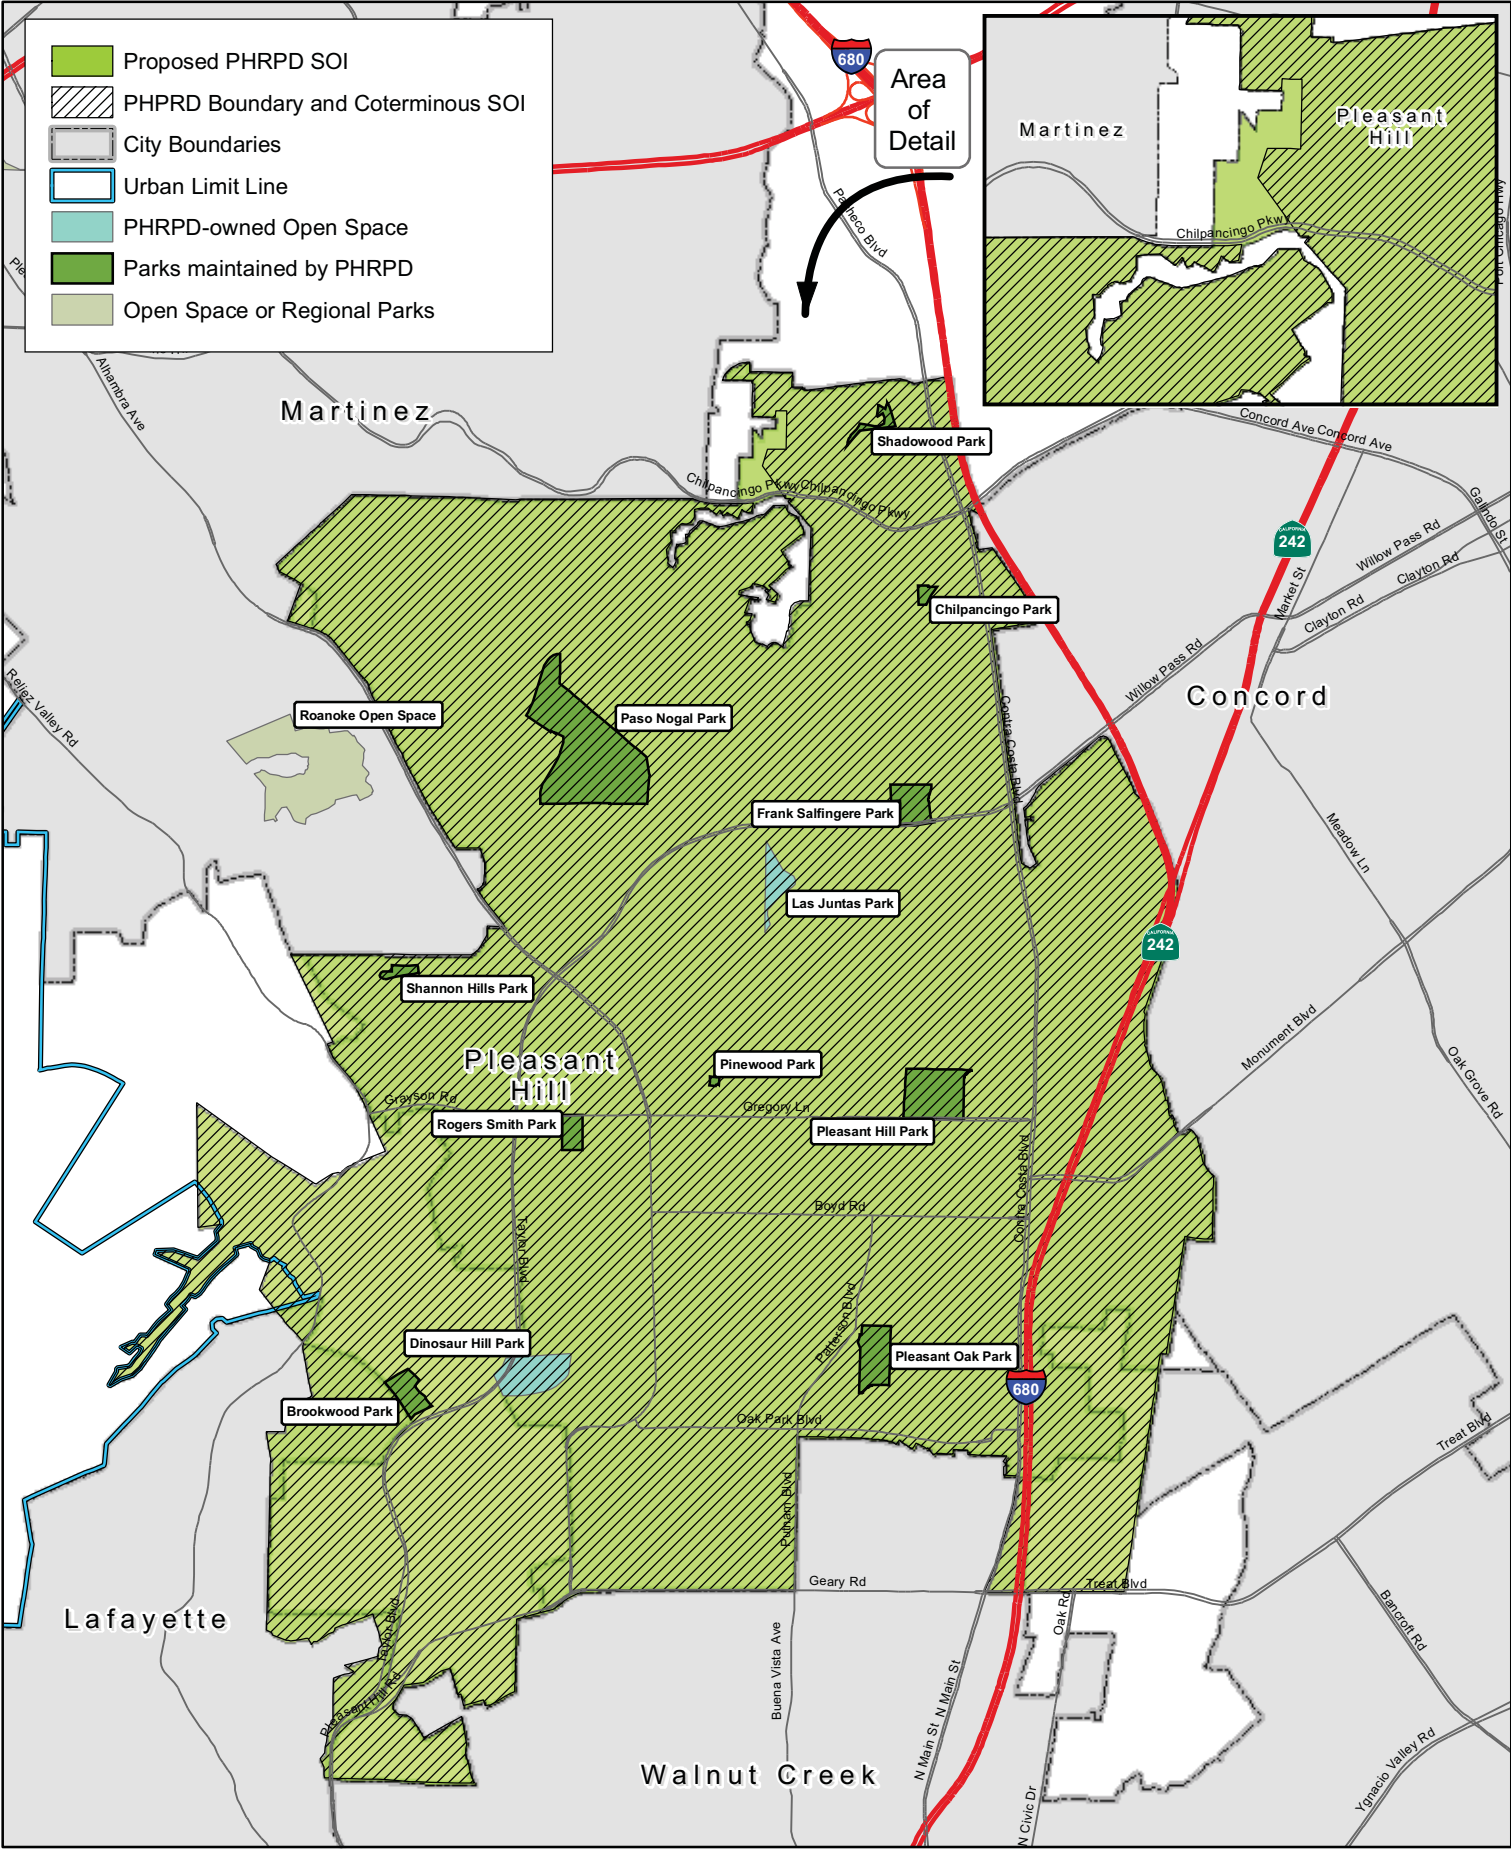 Proposed PHRPD SOI
PHPRD Boundary and Coterminous SOI
City Boundaries
Urban Limit Line
PHRPD-owned Open Space
Parks maintained by PHRPD
Open Space or Regional Parks
680
Area
of
Detail
Martinez
Pleasant
Hill
Chilpancingo Pkwy
Port Chicago Hwy
Pacheco Blvd
Alhambra Ave
Martinez
Shadowood Park
Concord Ave
Concord Ave
Chilpancingo Pkwy
Chilpancingo Pkwy
Galindo St
242
Willow Pass Rd
Clayton Rd
Market St
Clayton Rd
Chilpancingo Park
Willow Pass Rd
Reliez Valley Rd
Concord
Roanoke Open Space
Paso Nogal Park
Contra Costa Blvd
Frank Salfingere Park
Meadow Ln
Las Juntas Park
242
Shannon Hills Park
Monument Blvd
Pleasant
Hill
Pinewood Park
Oak Grove Rd
Grayson Rd
Gregory Ln
Rogers Smith Park
Pleasant Hill Park
Contra Costa Blvd
Boyd Rd
Taylor Blvd
Patterson Blvd
Dinosaur Hill Park
Pleasant Oak Park
680
Brookwood Park
Oak Park Blvd
Treat Blvd
Putnam Blvd
Geary Rd
Treat Blvd
Oak Rd
Bancroft Rd
Lafayette
Taylor Blvd
Buena Vista Ave
Pleasant Hill Rd
N Main St
N Main St
Walnut Creek
Ygnacio Valley Rd
N Civic Dr